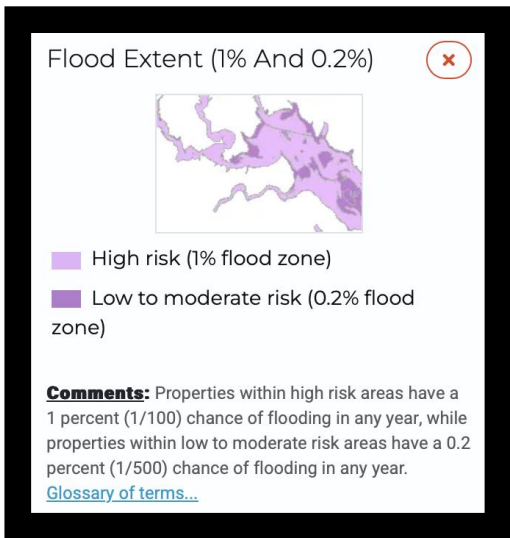 Flood Extent (1% And 0.2%)
High risk (1% flood zone)
Low to moderate risk (0.2% flood
zone)
Comments: Properties within high risk areas have a
1 percent (1/100) chance of flooding in any year, while
properties within low to moderate risk areas have a 0.2
percent (1/500) chance of flooding in any year.
Glossary of terms...